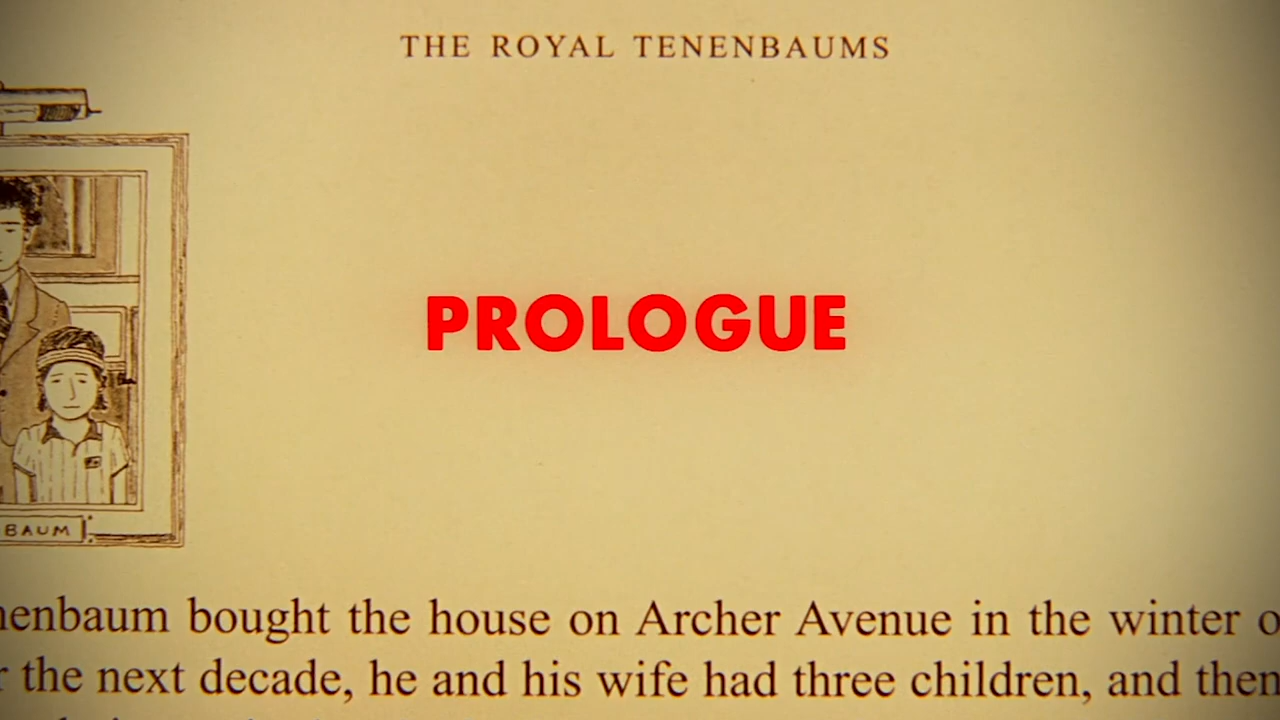 THE ROYAL TENENBAUMS
PROLOGUE
BAUM
nenbaum bought the house on Archer Avenue in the winter o
r the next decade, he and his wife had three children, and then